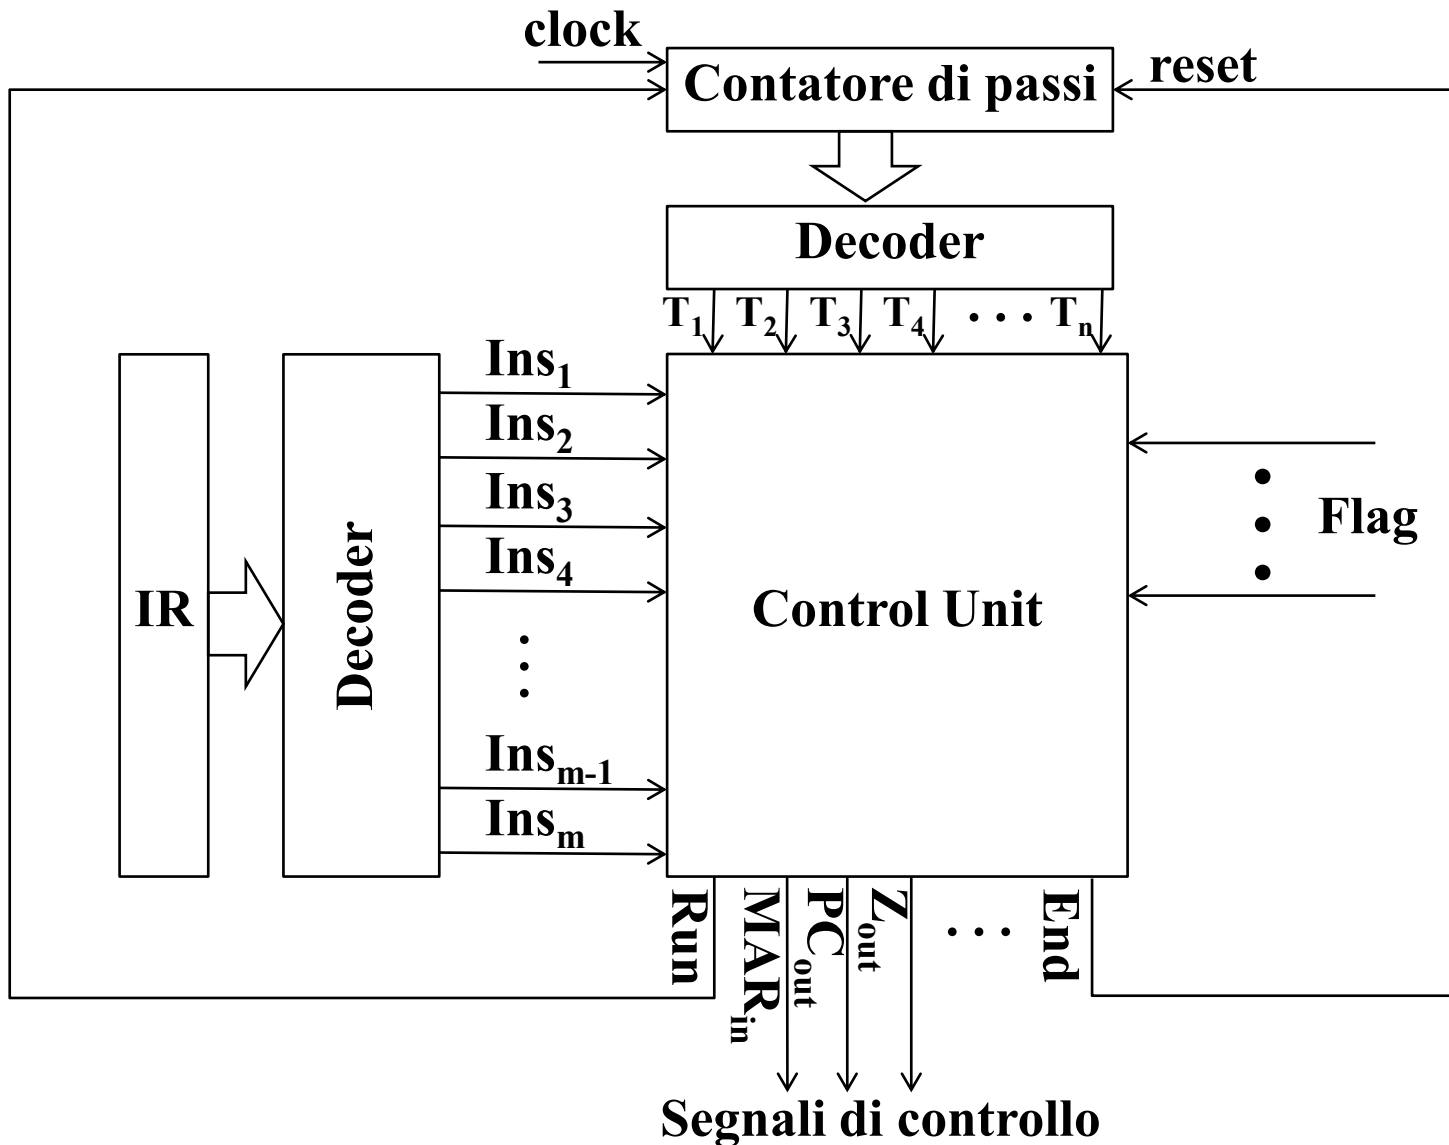 clock
Contatore di passi
reset
Decoder
T1 T2 T3 T4 ... Tn
Ins1
Ins2
Ins3
Ins4
Insm-1
Insm
IR
Decoder
Control Unit
Flag
Run
MARin
PCout
Zout
...
End
Segnali di controllo